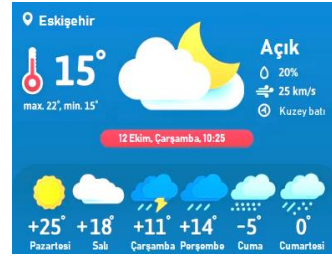 Eskişehir
15°
max. 22°, min. 15°
Açık
20%
25 km/s
Kuzey batı
12 Ekim, Çarşamba, 10:25
+25° +18° +11° +14° -5° 0°
Pazartesi Salı Çarşamba Perşembe Cuma Cumartesi